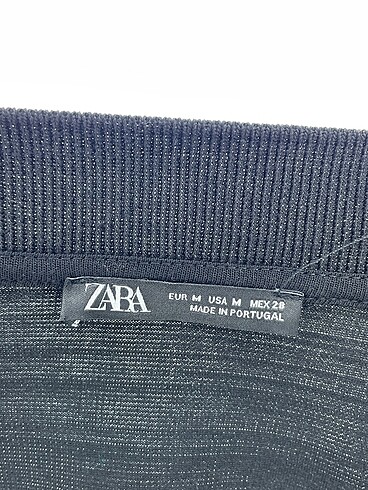 ZARA
EUR M USA M MEX 28
MADE IN PORTUGAL